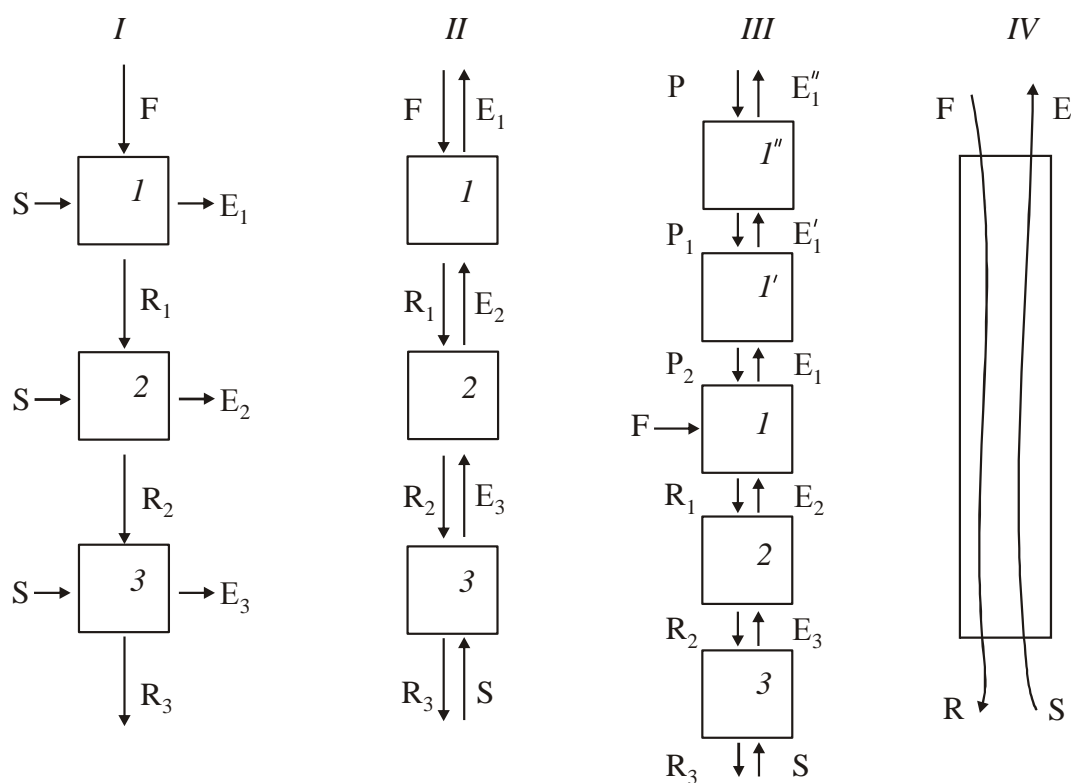 I II III IV
F
S 1 E₁
R₁
S 2 E₂
R₂
S 3 E₃
R₃
F E₁
1
R₁ E₂
2
R₂ E₃
3
R₃ S
P E₁″
1″
P₁ E₁′
1′
P₂ E₁
F 1
R₁ E₂
2
R₂ E₃
3
R₃ S
F E
R S